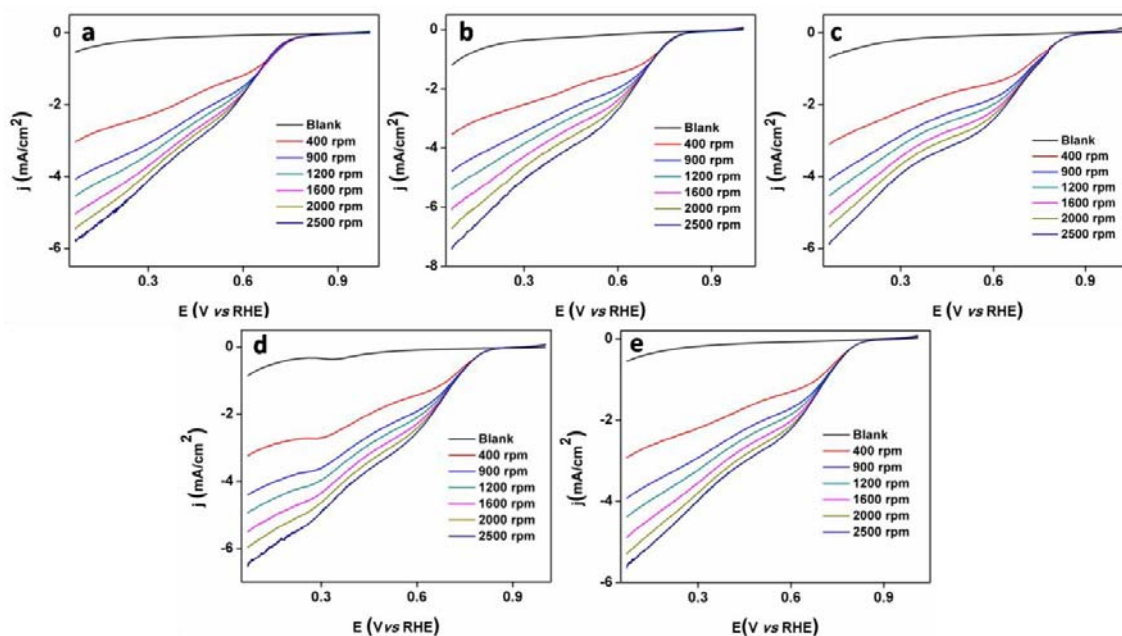 a
0
-2
-4
-6
0.3
0.6
0.9
j (mA/cm²)
E (V vs RHE)
Blank
400 rpm
900 rpm
1200 rpm
1600 rpm
2000 rpm
2500 rpm
b
0
-2
-4
-6
-8
0.3
0.6
0.9
j (mA/cm²)
E (V vs RHE)
Blank
400 rpm
900 rpm
1200 rpm
1600 rpm
2000 rpm
2500 rpm
c
0
-2
-4
-6
0.3
0.6
0.9
j (mA/cm²)
E (V vs RHE)
Blank
400 rpm
900 rpm
1200 rpm
1600 rpm
2000 rpm
2500 rpm
d
0
-2
-4
-6
0.3
0.6
0.9
j (mA/cm²)
E (V vs RHE)
Blank
400 rpm
900 rpm
1200 rpm
1600 rpm
2000 rpm
2500 rpm
e
0
-2
-4
-6
0.3
0.6
0.9
j(mA/cm²)
E(V vs RHE)
Blank
400 rpm
900 rpm
1200 rpm
1600 rpm
2000 rpm
2500 rpm